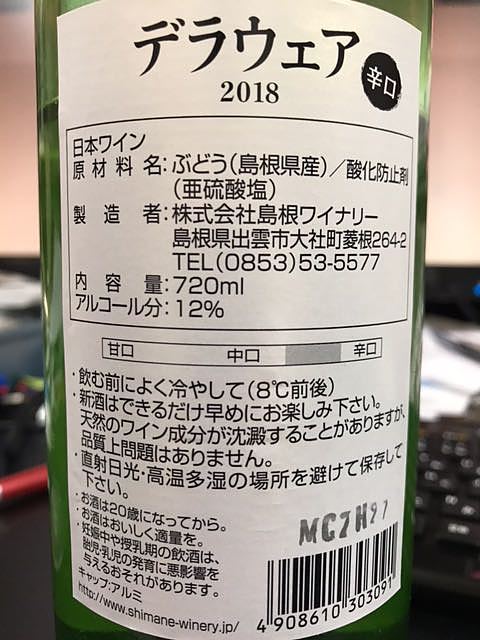 デラウェア
辛口
2018
日本ワイン
原材料名:ぶどう(島根県産)/酸化防止剤
(亜硫酸塩)
製造者:株式会社島根ワイナリー
島根県出雲市大社町菱根264-2
TEL(0853)53-5577
内容量:720ml
アルコール分:12%
甘口 中口 辛口
・飲む前によく冷やして(8℃前後)
・新酒はできるだけ早めにお楽しみ下さい。
天然のワイン成分が沈澱することがありますが、
品質上問題はありません。
・直射日光・高温多湿の場所を避けて保存して
下さい。
・お酒は20歳になってから。
・お酒はおいしく適量を。
・妊娠中や授乳期の飲酒は、
胎児・乳児の発育に悪影響を
与えるおそれがあります。
キャップ:アルミ
http://www.shimane-winery.jp/
MC7H27
4 908610 303091